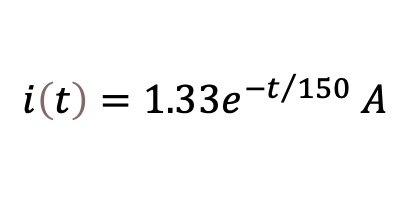 i(t) = 1.33e^{-t/150} A